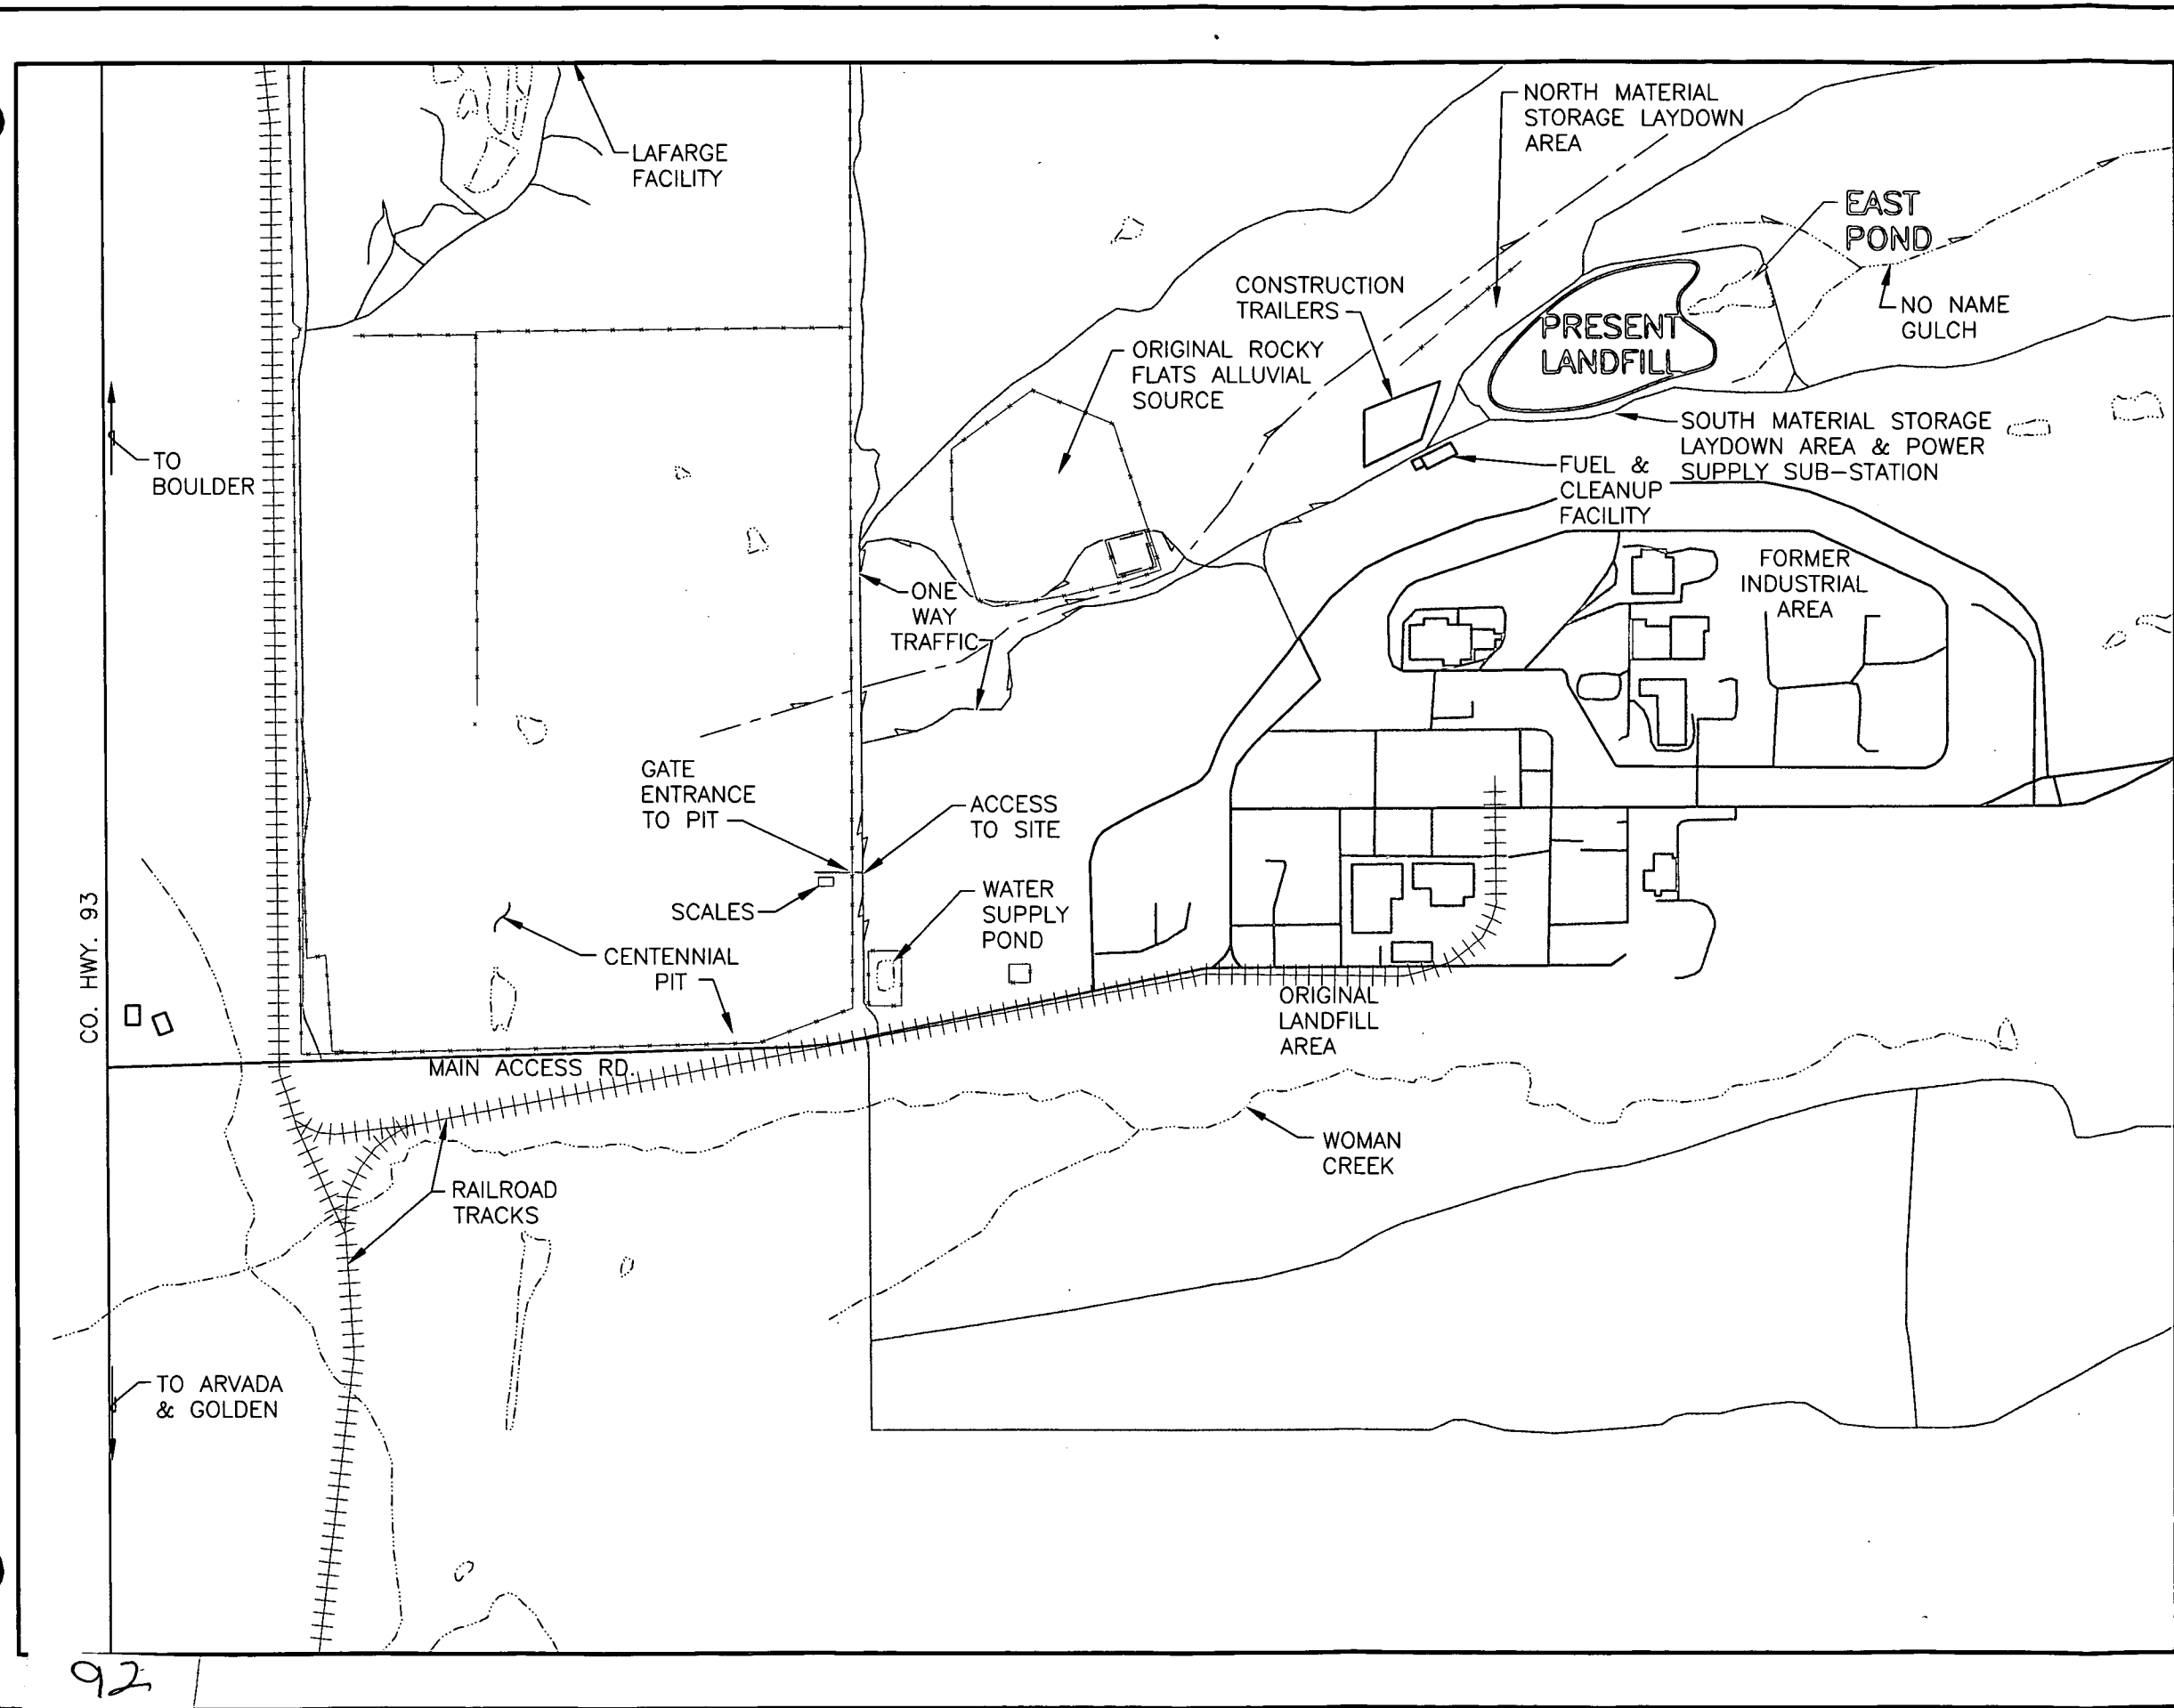 NORTH MATERIAL
STORAGE LAYDOWN
AREA
LAFARGE
FACILITY
EAST
POND
CONSTRUCTION
TRAILERS
NO NAME
GULCH
PRESENT
LANDFILL
ORIGINAL ROCKY
FLATS ALLUVIAL
SOURCE
SOUTH MATERIAL STORAGE
LAYDOWN AREA & POWER
SUPPLY SUB-STATION
TO
BOULDER
FUEL &
CLEANUP
FACILITY
FORMER
INDUSTRIAL
AREA
ONE
WAY
TRAFFIC
GATE
ENTRANCE
TO PIT
ACCESS
TO SITE
SCALES
WATER
SUPPLY
POND
CO. HWY. 93
CENTENNIAL
PIT
ORIGINAL
LANDFILL
AREA
MAIN ACCESS RD.
WOMAN
CREEK
RAILROAD
TRACKS
TO ARVADA
& GOLDEN
92